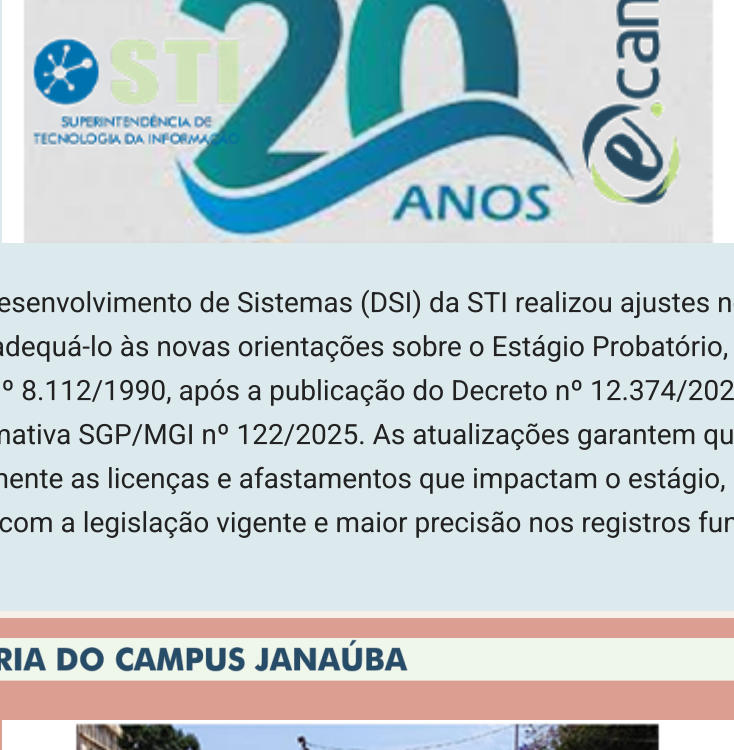 STI
SUPERINTENDÊNCIA DE
TECNOLOGIA DA INFORMAÇÃO
20
ANOS
e.cam
esenvolvimento de Sistemas (DSI) da STI realizou ajustes n
adequá-lo às novas orientações sobre o Estágio Probatório,
º 8.112/1990, após a publicação do Decreto nº 12.374/202
mativa SGP/MGI nº 122/2025. As atualizações garantem qu
mente as licenças e afastamentos que impactam o estágio,
com a legislação vigente e maior precisão nos registros fun
RIA DO CAMPUS JANAÚBA